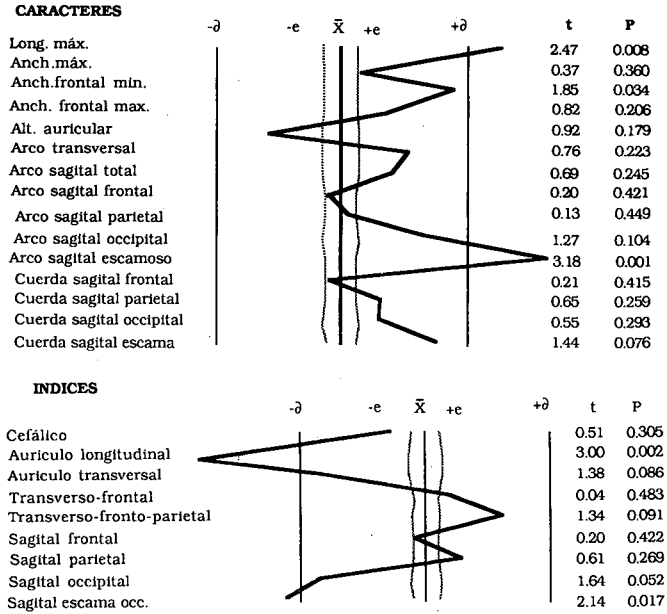 CARACTERES
-∂ -e X̄ +e +∂ t P
Long. máx. 2.47 0.008
Anch.máx. 0.37 0.360
Anch.frontal min. 1.85 0.034
Anch. frontal max. 0.82 0.206
Alt. auricular 0.92 0.179
Arco transversal 0.76 0.223
Arco sagital total 0.69 0.245
Arco sagital frontal 0.20 0.421
Arco sagital parietal 0.13 0.449
Arco sagital occipital 1.27 0.104
Arco sagital escamoso 3.18 0.001
Cuerda sagital frontal 0.21 0.415
Cuerda sagital parietal 0.65 0.259
Cuerda sagital occipital 0.55 0.293
Cuerda sagital escama 1.44 0.076
INDICES
-∂ -e X̄ +e +∂ t P
Cefálico 0.51 0.305
Auriculo longitudinal 3.00 0.002
Auriculo transversal 1.38 0.086
Transverso-frontal 0.04 0.483
Transverso-fronto-parietal 1.34 0.091
Sagital frontal 0.20 0.422
Sagital parietal 0.61 0.269
Sagital occipital 1.64 0.052
Sagital escama occ. 2.14 0.017